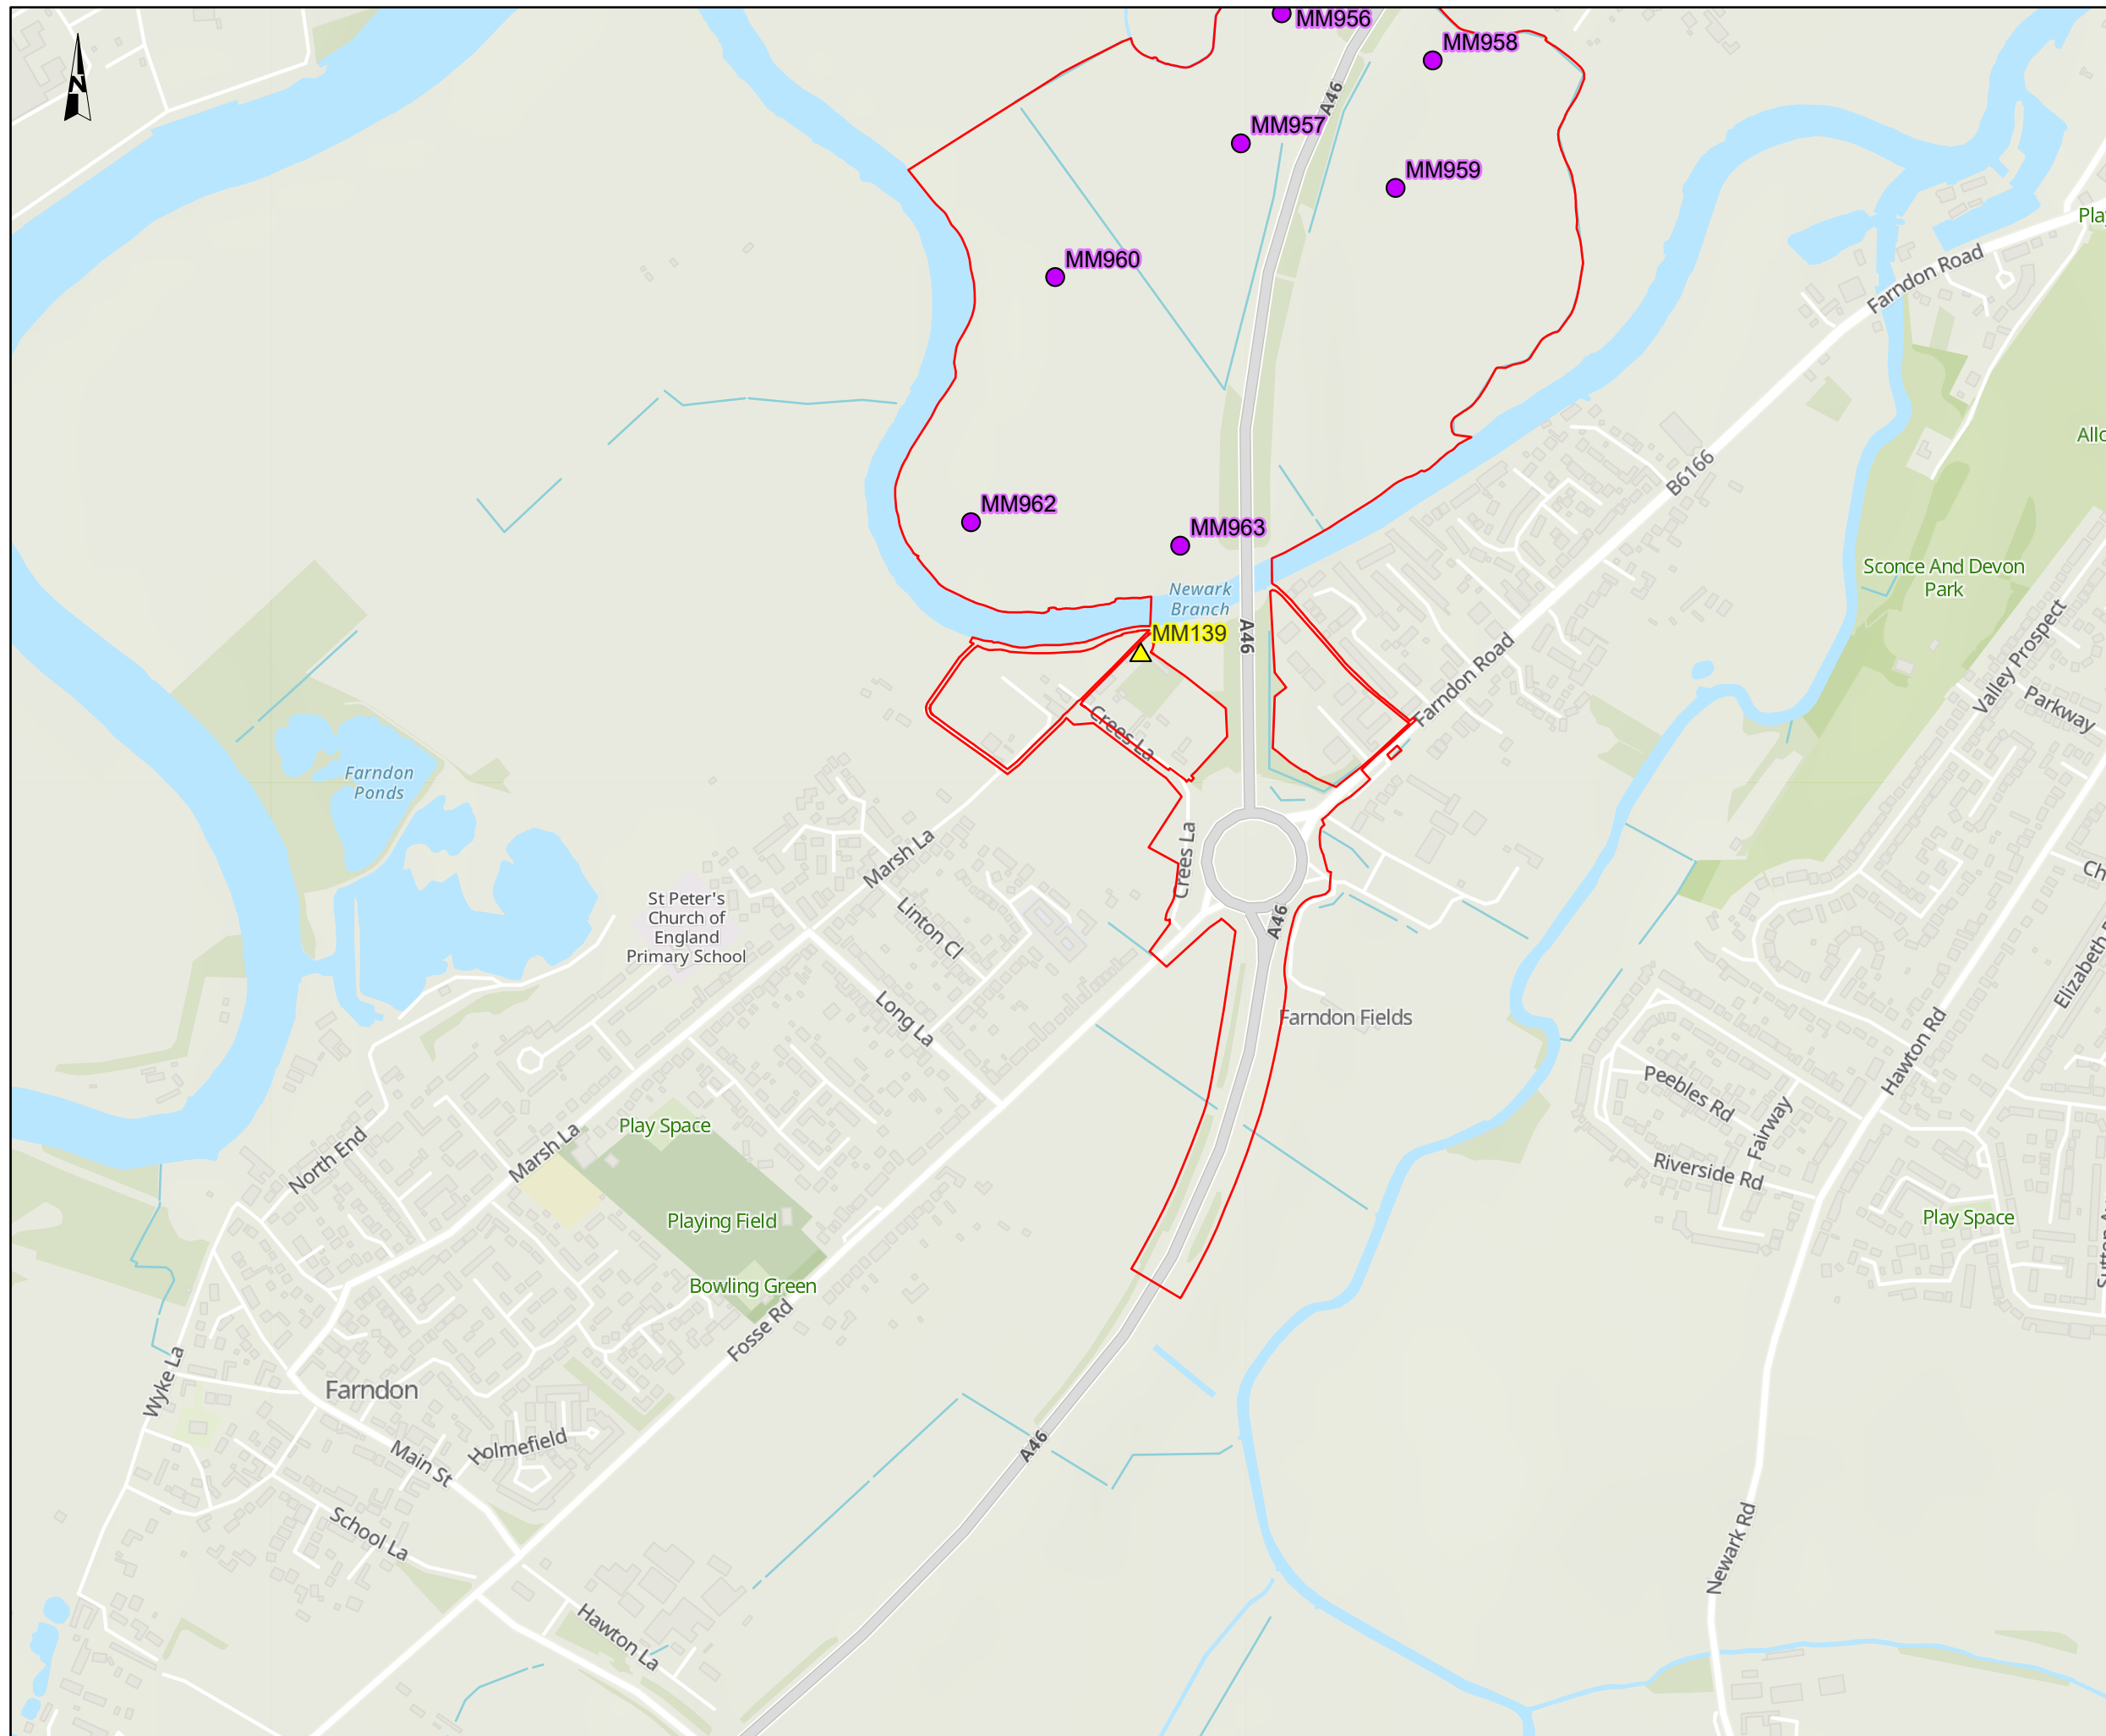 N
MM956
MM958
A46
MM957
MM959
Farndon Road
MM960
B6166
MM962
MM963
Sconce And Devon
Park
Newark
Branch
MM139
A46
Farndon Road
Valley Prospect
Parkway
Crees La
Farndon
Ponds
Crees La
Marsh La
St Peter's
Church of
England
Primary School
Linton Cl
A46
Long La
Farndon Fields
Hawton Rd
Peebles Rd
Fairway
Riverside Rd
Play Space
Marsh La
North End
Playing Field
Play Space
Bowling Green
Fosse Rd
Wyke La
Farndon
Main St
Holmefield
A46
School La
Newark Rd
Hawton La